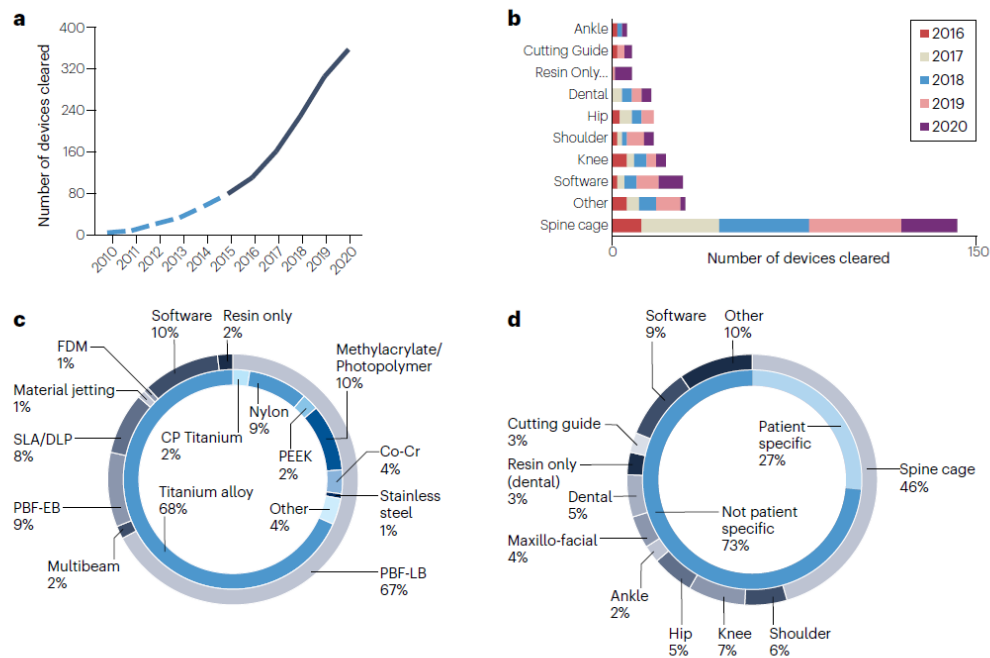 a
Number of devices cleared
400
320
240
160
80
0
2010
2011
2012
2013
2014
2015
2016
2017
2018
2019
2020
b
Ankle
Cutting Guide
Resin Only...
Dental
Hip
Shoulder
Knee
Software
Other
Spine cage
0
150
Number of devices cleared
2016
2017
2018
2019
2020
c
Software
10%
Resin only
2%
FDM
1%
Material jetting
1%
SLA/DLP
8%
PBF-EB
9%
Multibeam
2%
PBF-LB
67%
Methylacrylate/
Photopolymer
10%
Co-Cr
4%
Stainless
steel
1%
CP Titanium
2%
Nylon
9%
PEEK
2%
Other
4%
Titanium alloy
68%
d
Software
9%
Other
10%
Cutting guide
3%
Resin only
(dental)
3%
Dental
5%
Maxillo-facial
4%
Ankle
2%
Hip
5%
Knee
7%
Shoulder
6%
Spine cage
46%
Patient
specific
27%
Not patient
specific
73%